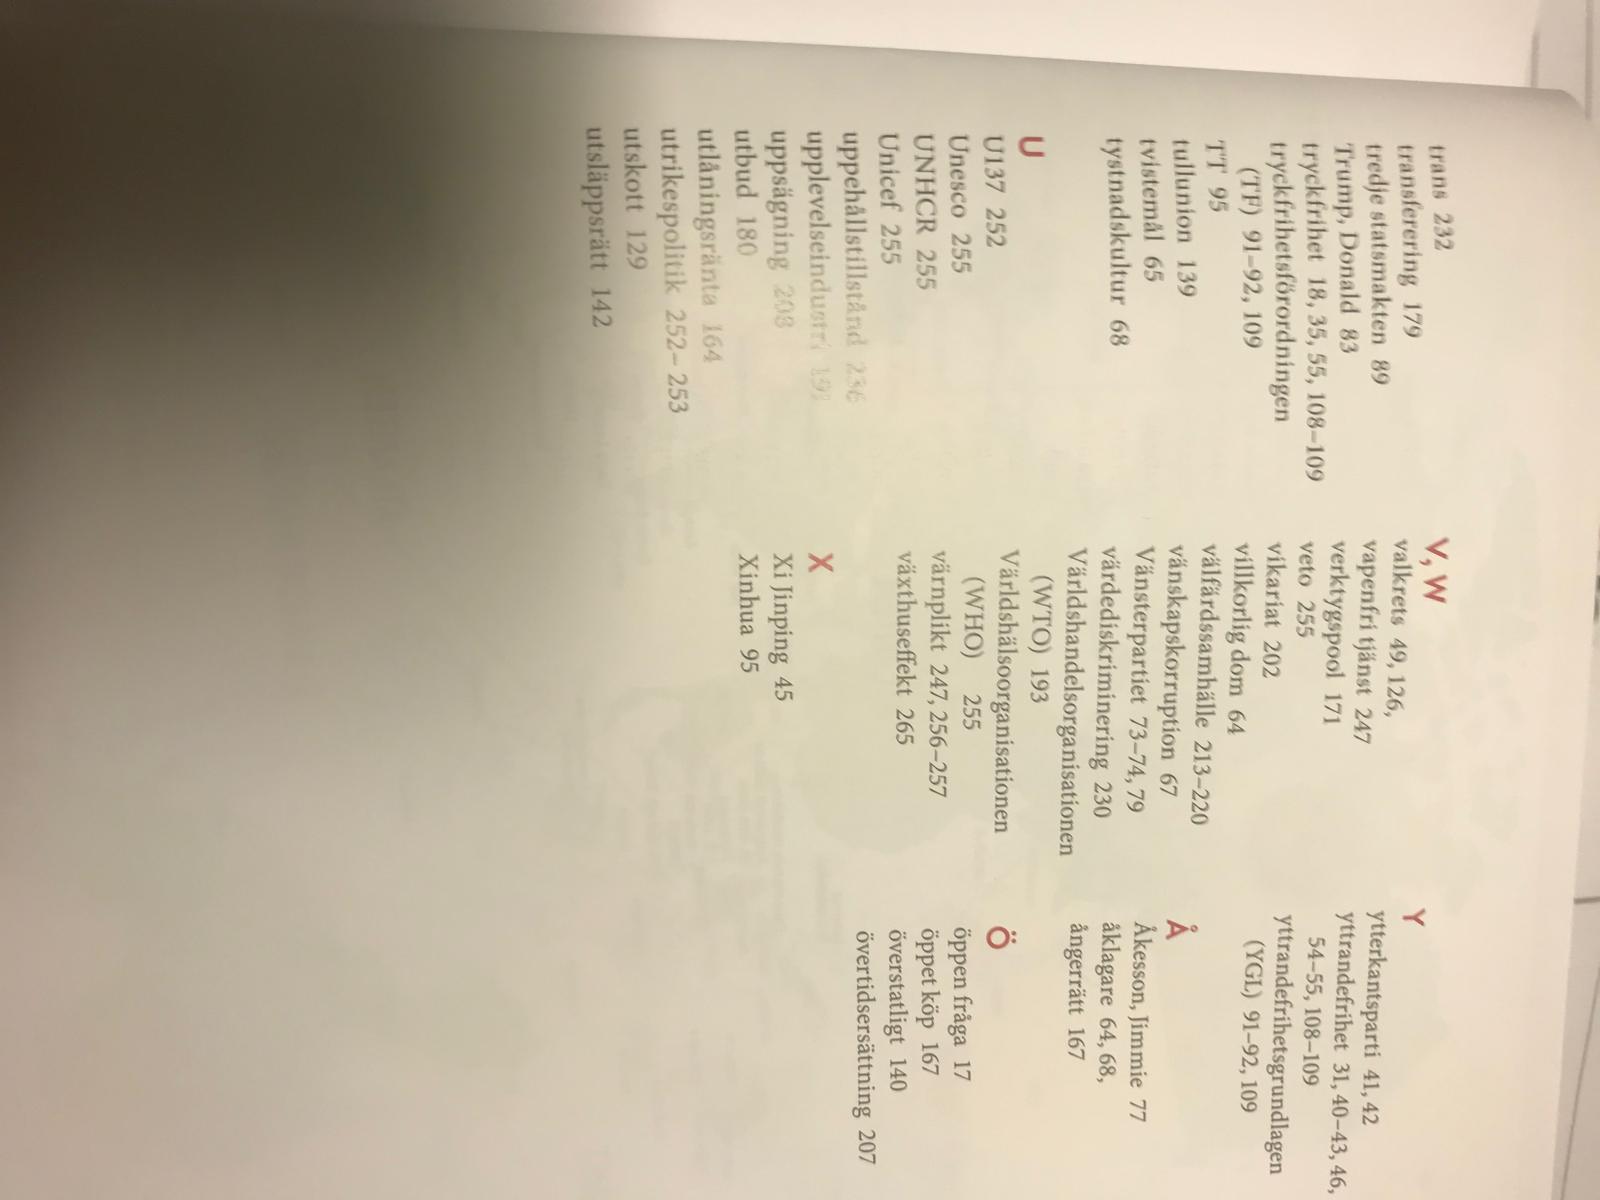 trans 232
transferering 179
tredje statsmakten 89
Trump, Donald 83
tryckfrihet 18, 35, 55, 108–109
tryckfrihetsförordningen
(TF) 91–92, 109
TT 95
tullunion 139
tvistemål 65
tystnadskultur 68
U
U137 252
Unesco 255
UNHCR 255
Unicef 255
uppehållstillstånd 236
upplevelseindustri
uppsägning 208
utbud 180
utlåningsränta 164
utrikespolitik 252– 253
utskott 129
utsläppsrätt 142
V, W
valkrets 49, 126,
vapenfri tjänst 247
verktygspool 171
veto 255
vikariat 202
villkorlig dom 64
välfärdssamhälle 213–220
vänskapskorruption 67
Vänsterpartiet 73–74, 79
värdediskriminering 230
Världshandelsorganisationen
(WTO) 193
Världshälsoorganisationen
(WHO) 255
värnplikt 247, 256–257
växthuseffekt 265
X
Xi Jinping 45
Xinhua 95
Y
ytterkantsparti 41, 42
yttrandefrihet 31, 40–43, 46,
54–55, 108–109
yttrandefrihetsgrundlagen
(YGL) 91–92, 109
Å
Åkesson, Jimmie 77
åklagare 64, 68,
ångerrätt 167
Ö
öppen fråga 17
öppet köp 167
överstatligt 140
övertidsersättning 207